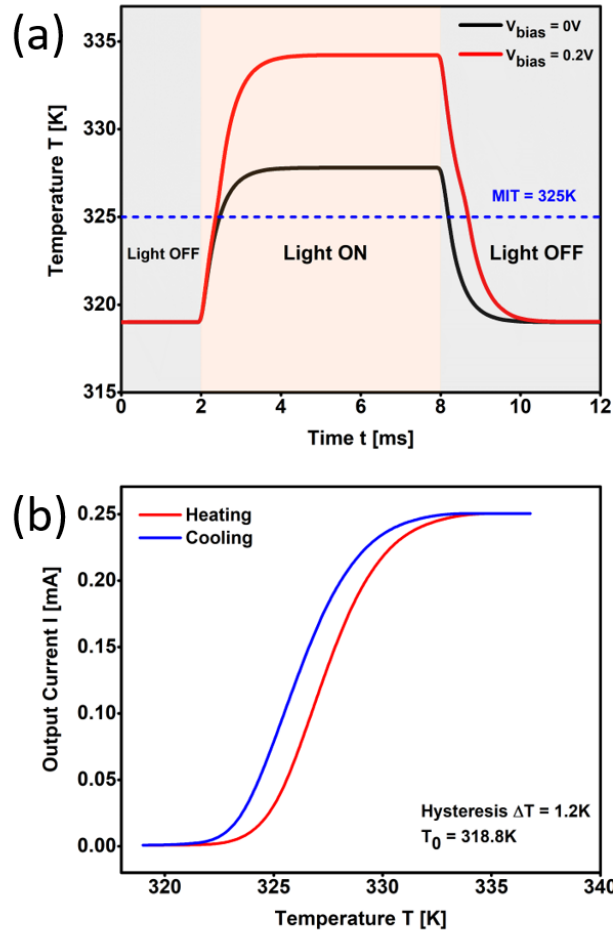 (a)
V_bias = 0V
V_bias = 0.2V
335
330
325
320
315
Temperature T [K]
MIT = 325K
Light OFF
Light ON
Light OFF
0 2 4 6 8 10 12
Time t [ms]
(b)
Heating
Cooling
0.25
0.20
0.15
0.10
0.05
0.00
Output Current I [mA]
Hysteresis ΔT = 1.2K
T_0 = 318.8K
320 325 330 335 340
Temperature T [K]